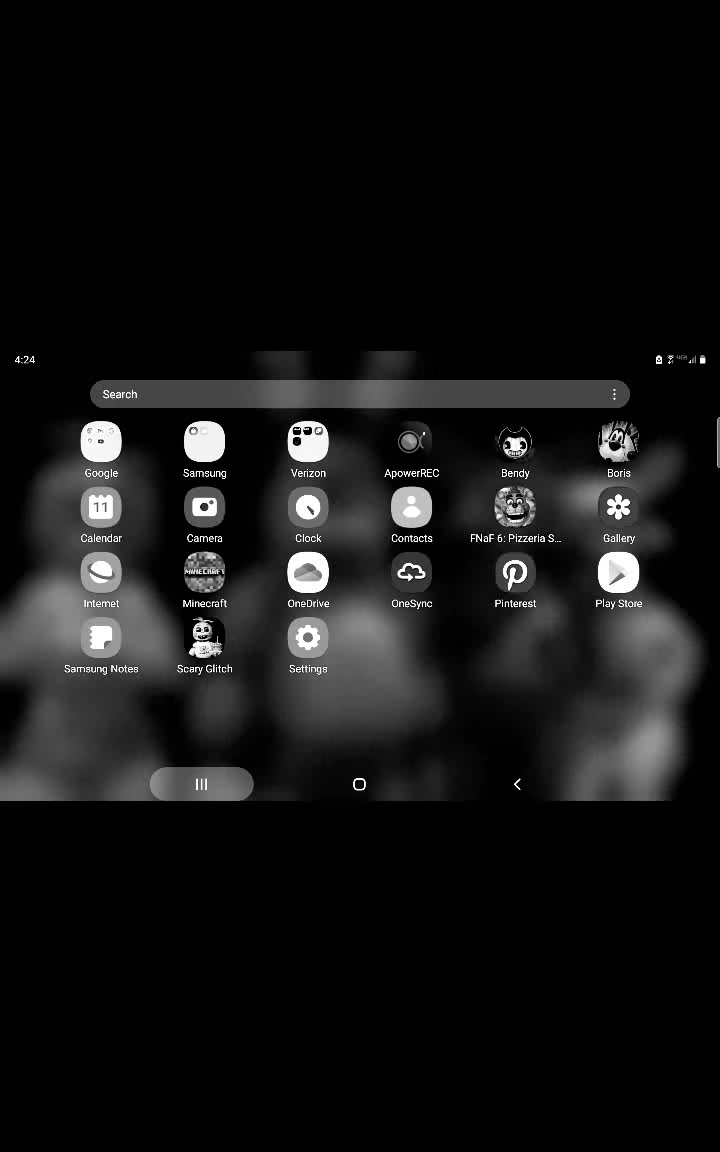 4:24
Search
Google Samsung Verizon ApowerREC Bendy Boris
11
Calendar Camera Clock Contacts FNaF 6: Pizzeria S... Gallery
MINECRAFT
Internet Minecraft OneDrive OneSync Pinterest Play Store
Samsung Notes Scary Glitch Settings